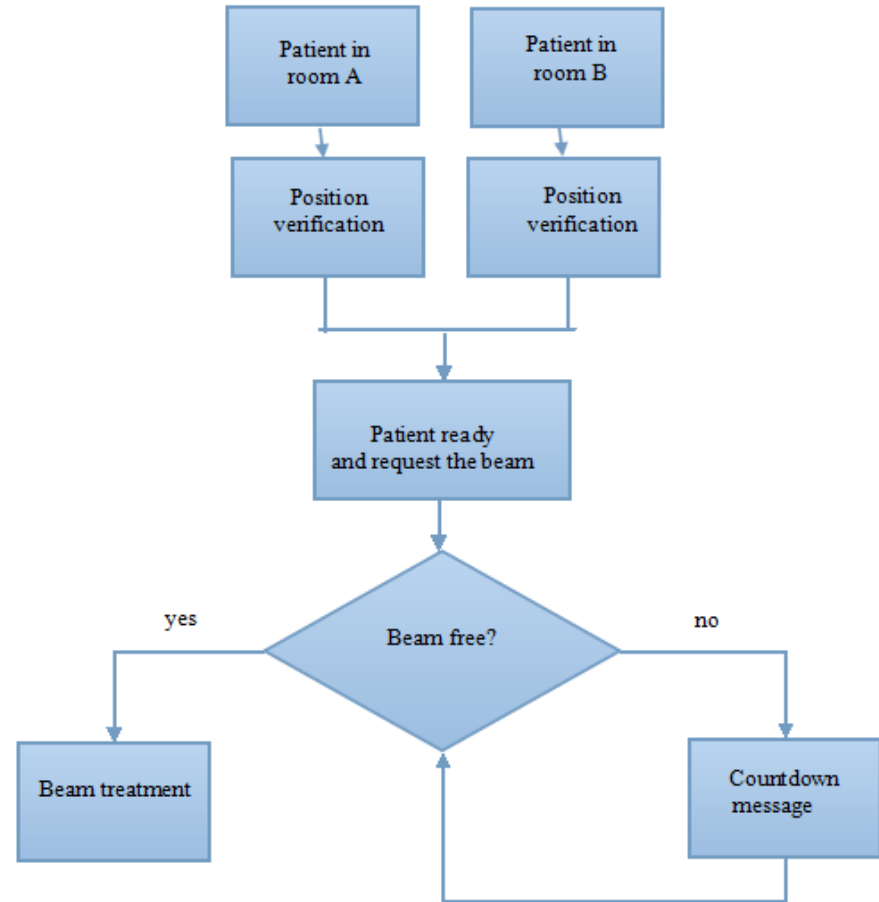 Patient in
room A
Patient in
room B
Position
verification
Position
verification
Patient ready
and request the beam
yes
Beam free?
no
Beam treatment
Countdown
message